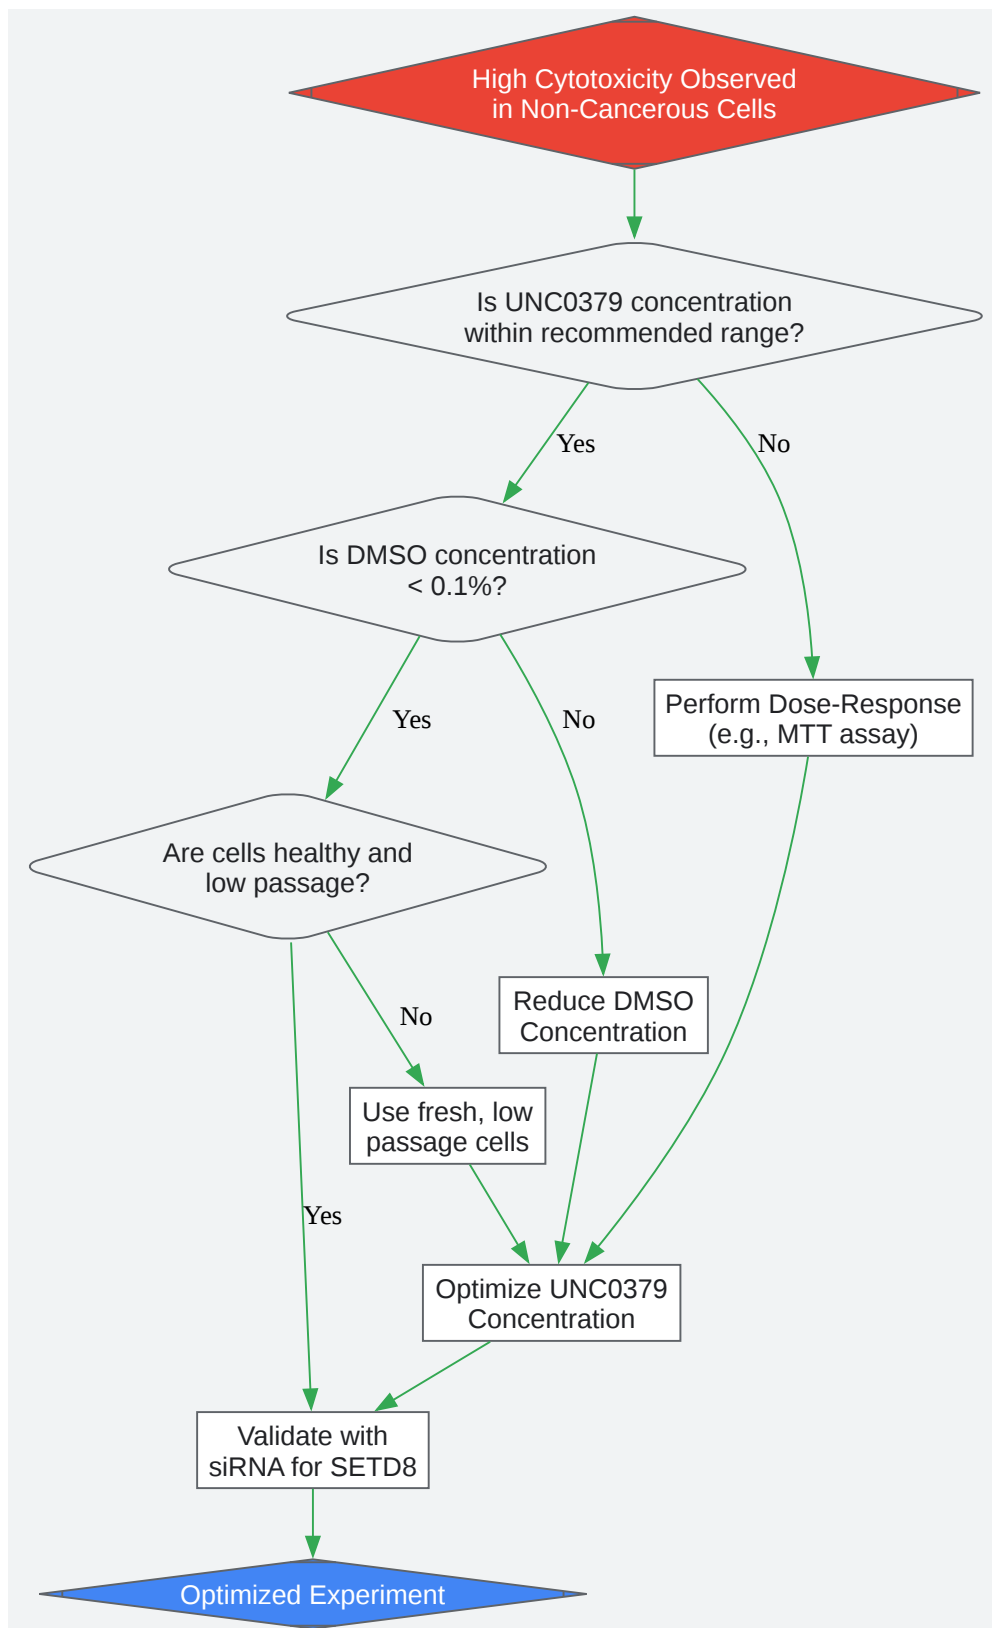 High Cytotoxicity Observed
in Non-Cancerous Cells
Is UNC0379 concentration
within recommended range?
Yes
No
Is DMSO concentration
< 0.1%?
Yes
No
Perform Dose-Response
(e.g., MTT assay)
Are cells healthy and
low passage?
No
Yes
Reduce DMSO
Concentration
Use fresh, low
passage cells
Optimize UNC0379
Concentration
Validate with
siRNA for SETD8
Optimized Experiment